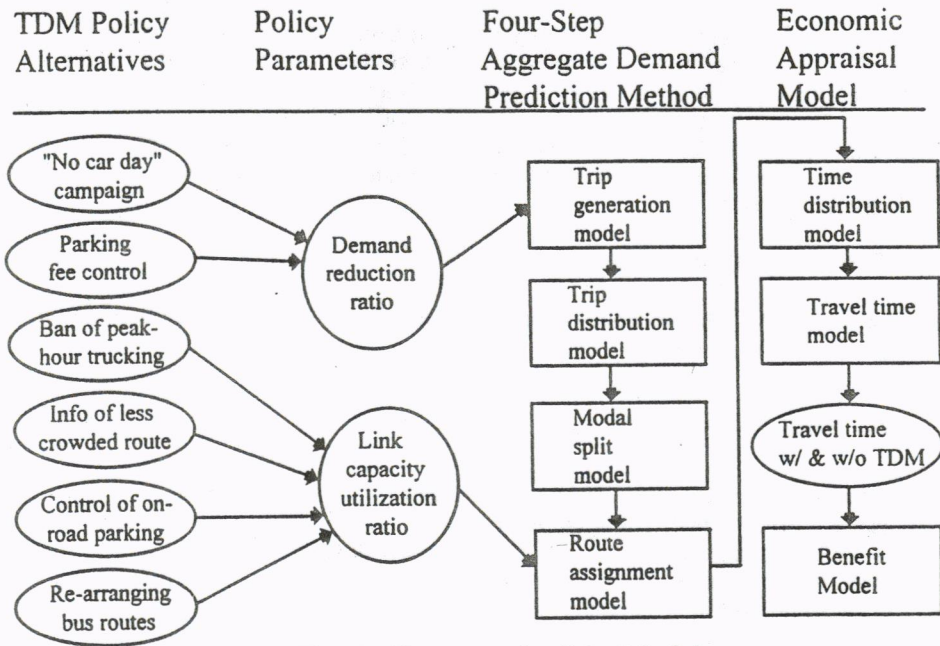 TDM Policy
Alternatives
Policy
Parameters
Four-Step
Aggregate Demand
Prediction Method
Economic
Appraisal
Model
"No car day"
campaign
Parking
fee control
Ban of peak-
hour trucking
Info of less
crowded route
Control of on-
road parking
Re-arranging
bus routes
Demand
reduction
ratio
Link
capacity
utilization
ratio
Trip
generation
model
Trip
distribution
model
Modal
split
model
Route
assignment
model
Time
distribution
model
Travel time
model
Travel time
w/ & w/o TDM
Benefit
Model